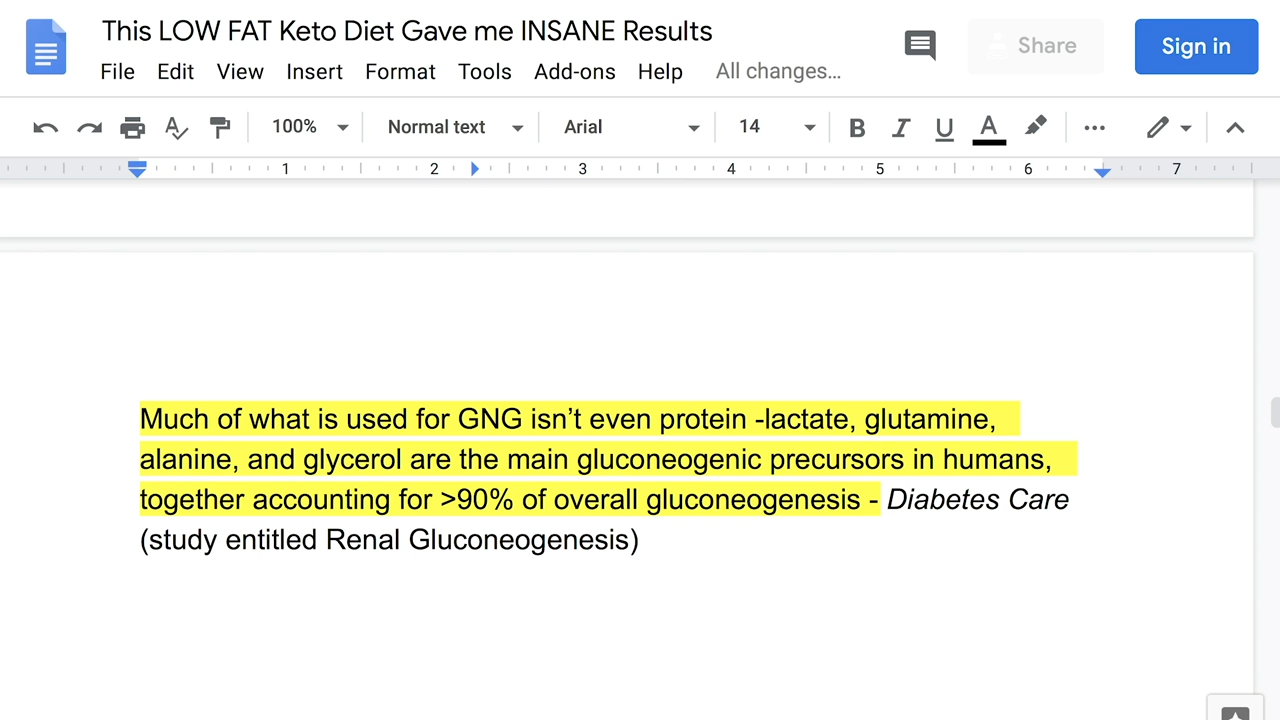 This LOW FAT Keto Diet Gave me INSANE Results
File Edit View Insert Format Tools Add-ons Help All changes…
Share
Sign in
100% Normal text Arial 14 B I U A
1 2 3 4 5 6 7
Much of what is used for GNG isn’t even protein -lactate, glutamine,
alanine, and glycerol are the main gluconeogenic precursors in humans,
together accounting for >90% of overall gluconeogenesis - Diabetes Care
(study entitled Renal Gluconeogenesis)